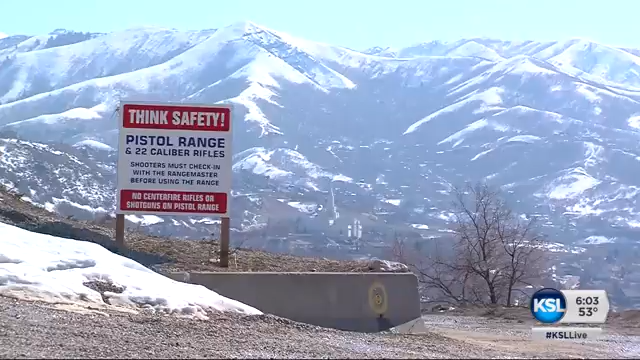 THINK SAFETY!
PISTOL RANGE
& 22 CALIBER RIFLES
SHOOTERS MUST CHECK-IN
WITH THE RANGEMASTER
BEFORE USING THE RANGE
NO CENTERFIRE RIFLES OR
SHOTGUNS ON PISTOL RANGE
KSL 6:03
53°
#KSLLive